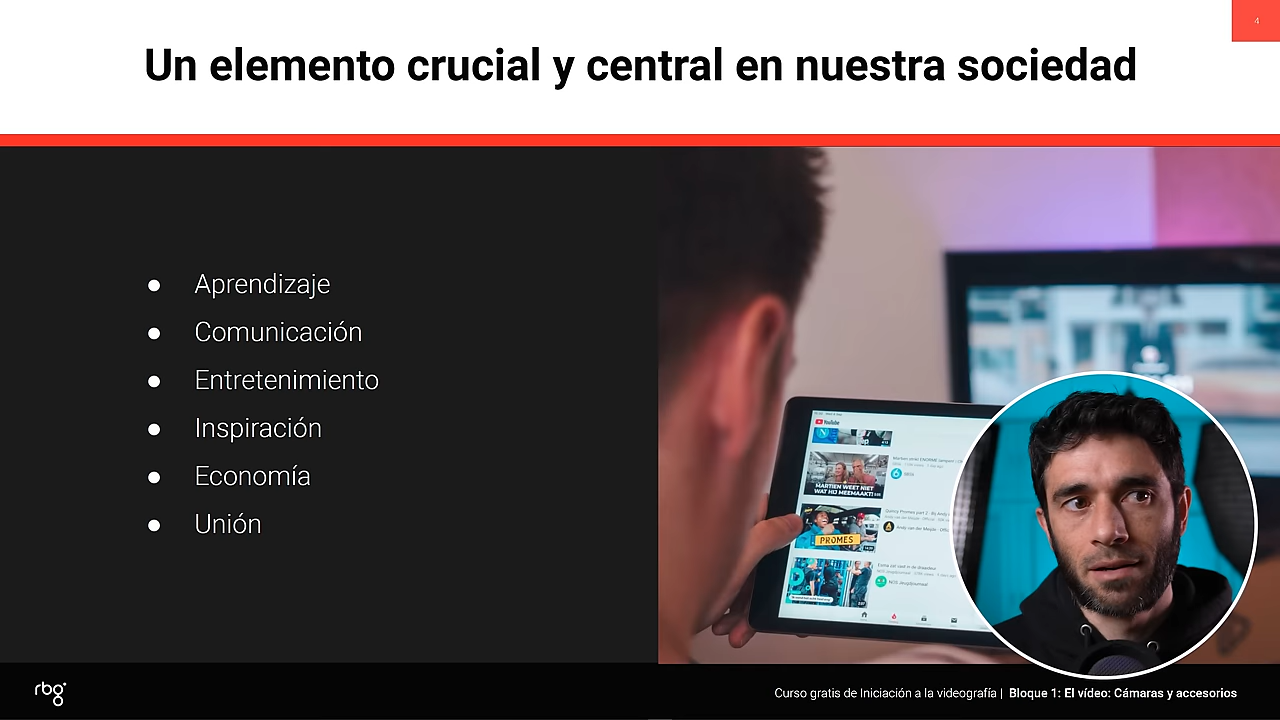 4
Un elemento crucial y central en nuestra sociedad
● Aprendizaje
● Comunicación
● Entretenimiento
● Inspiración
● Economía
● Unión
YouTube
MARTIEN WEET NIET
WAT HIJ MEEMAAKT!
PROMES
rbg
Curso gratis de Iniciación a la videografía | Bloque 1: El vídeo: Cámaras y accesorios